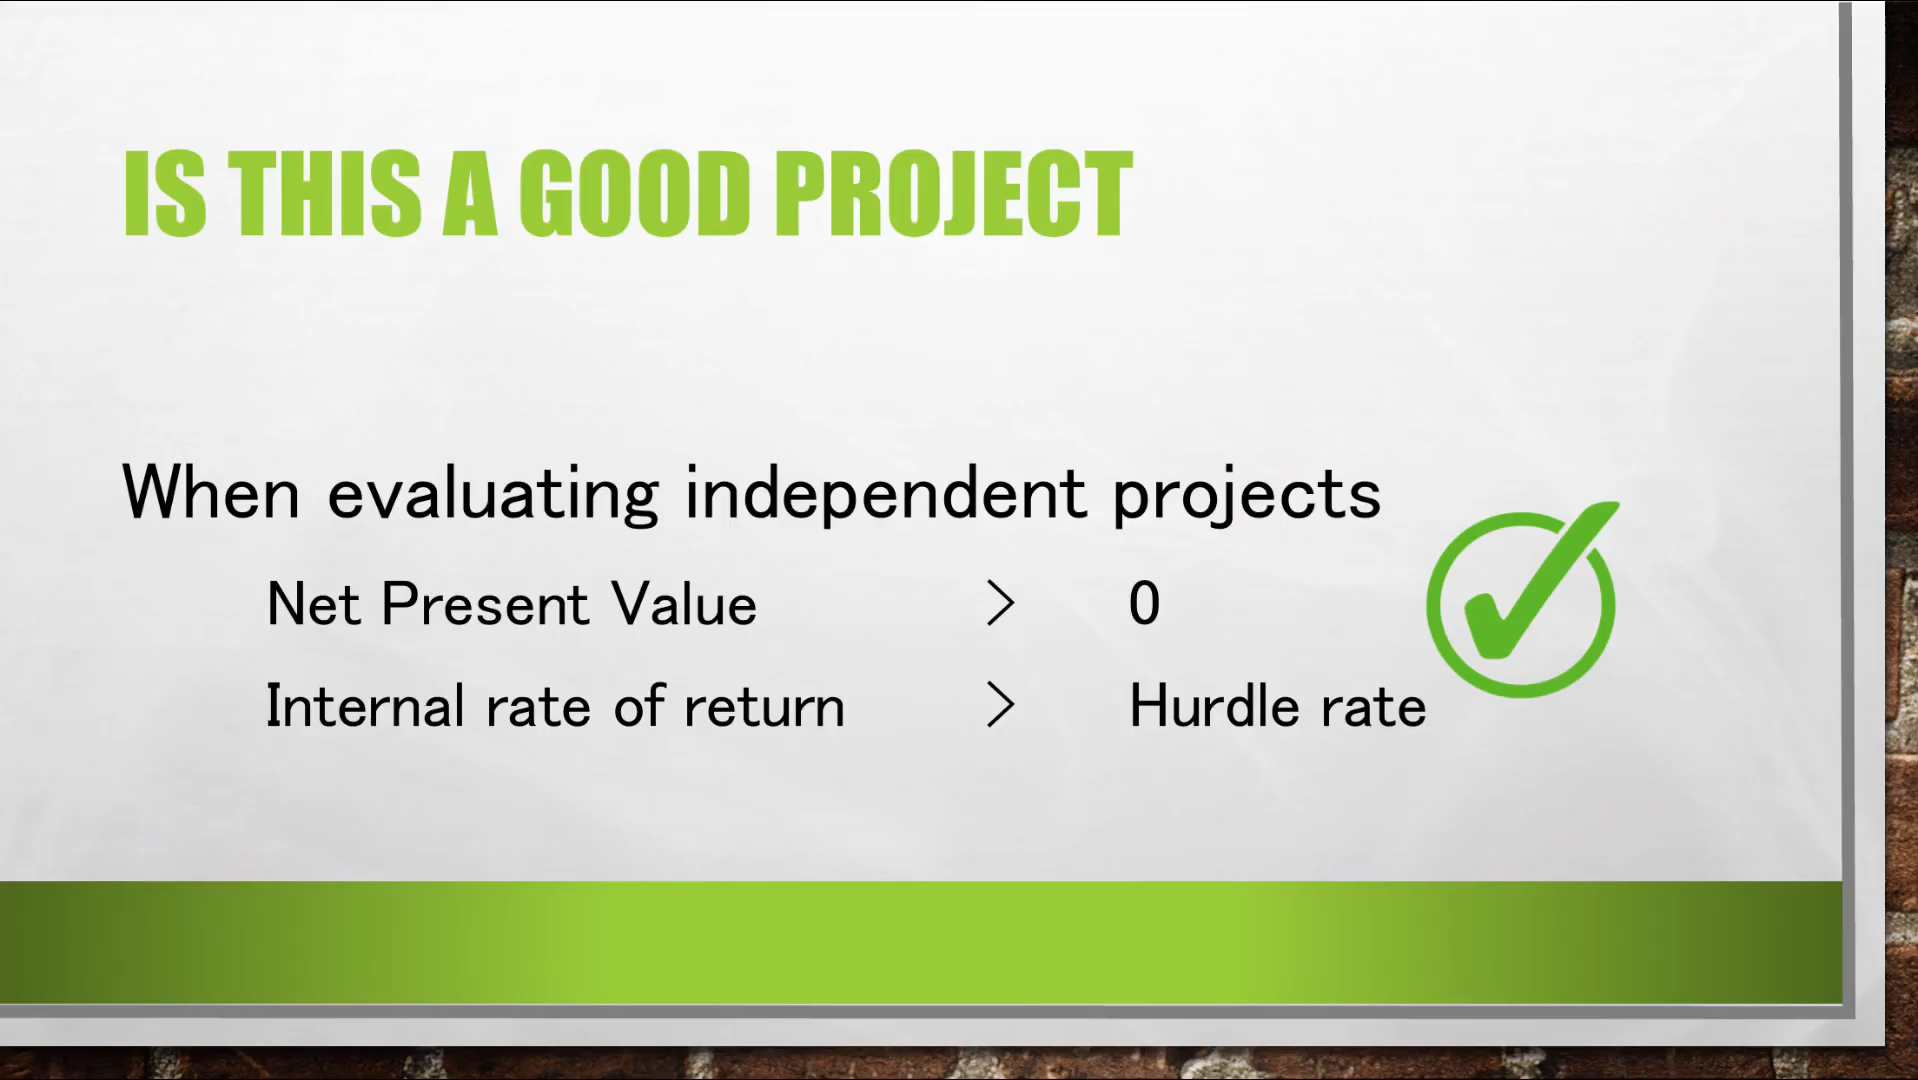 IS THIS A GOOD PROJECT
When evaluating independent projects
Net Present Value > 0
Internal rate of return > Hurdle rate